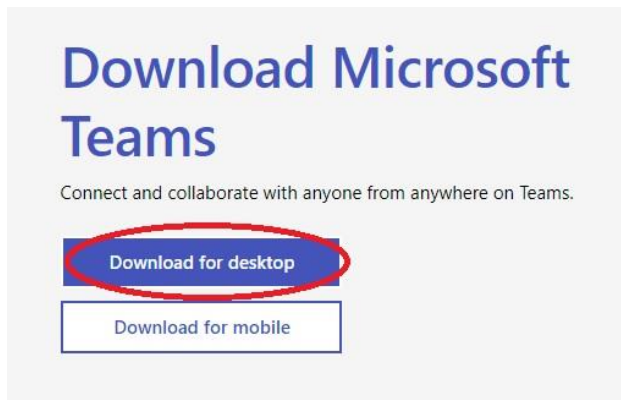 Download Microsoft
Teams
Connect and collaborate with anyone from anywhere on Teams.
Download for desktop
Download for mobile